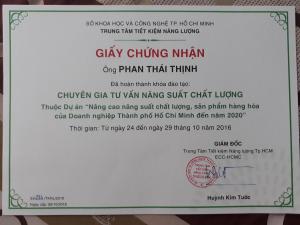 SỞ KHOA HỌC VÀ CÔNG NGHỆ TP. HỒ CHÍ MINH
TRUNG TÂM TIẾT KIỆM NĂNG LƯỢNG
GIẤY CHỨNG NHẬN
Ông PHAN THÁI THỊNH
Đã hoàn thành khóa đào tạo:
CHUYÊN GIA TƯ VẤN NĂNG SUẤT CHẤT LƯỢNG
Thuộc Dự án "Nâng cao năng suất chất lượng, sản phẩm hàng hóa
của Doanh nghiệp Thành phố Hồ Chí Minh đến năm 2020"
Thời gian: Từ ngày 24 đến ngày 29 tháng 10 năm 2016
GIÁM ĐỐC
Trung Tâm Tiết kiệm Năng lượng Tp.HCM
ECC-HCMC
Huỳnh Kim Tước